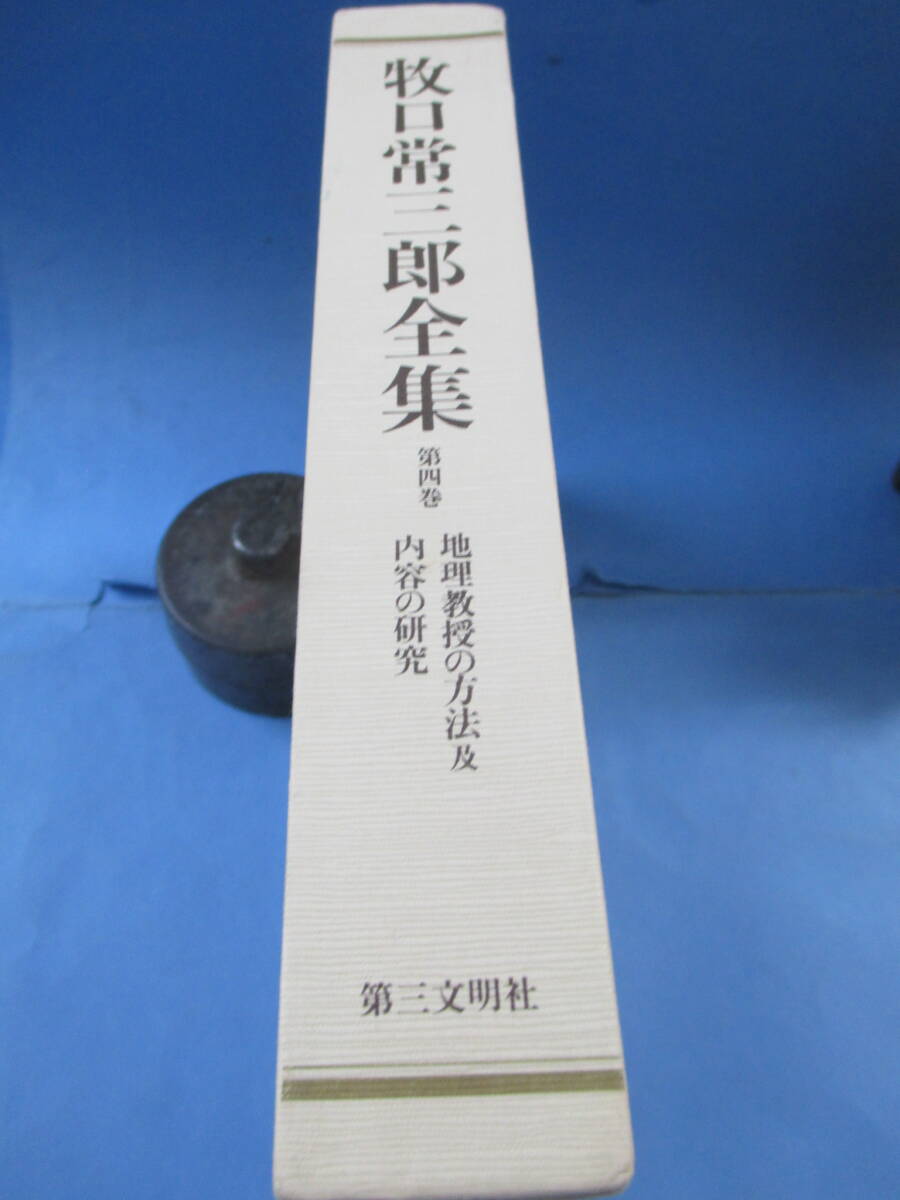 牧口常三郎全集
第四巻
地理教授の方法及
内容の研究
第三文明社